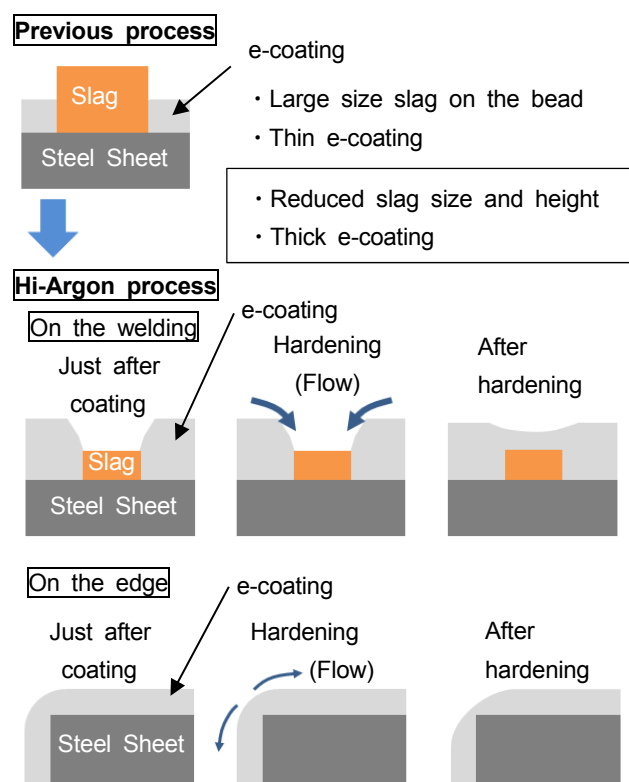 Previous process
e-coating
Slag
Steel Sheet
・Large size slag on the bead
・Thin e-coating
・Reduced slag size and height
・Thick e-coating
Hi-Argon process
On the welding
e-coating
Just after
coating
Hardening
(Flow)
After
hardening
Slag
Steel Sheet
On the edge
e-coating
Just after
coating
Hardening
(Flow)
After
hardening
Steel Sheet